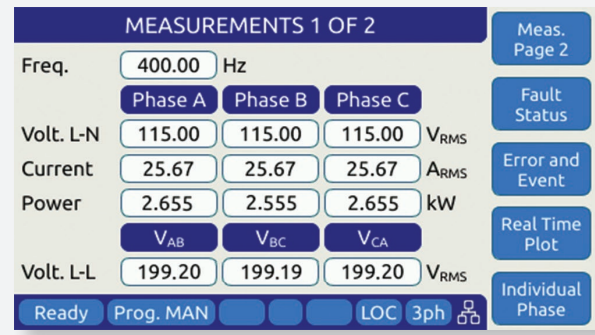 MEASUREMENTS 1 OF 2
Freq. 400.00 Hz
Phase A Phase B Phase C
Volt. L-N 115.00 115.00 115.00 VRMS
Current 25.67 25.67 25.67 ARMS
Power 2.655 2.555 2.655 kW
VAB VBC VCA
Volt. L-L 199.20 199.19 199.20 VRMS
Ready Prog. MAN LOC 3ph
Meas.
Page 2
Fault
Status
Error and
Event
Real Time
Plot
Individual
Phase